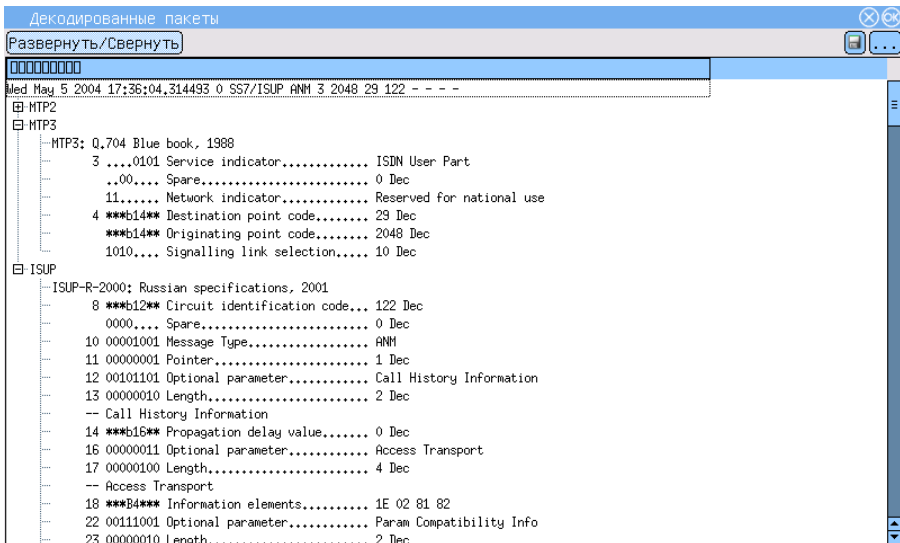 Декодированные пакеты
OK
Развернуть/Свернуть
...
Wed May 5 2004 17:36:04.314493 0 SS7/ISUP ANM 3 2048 29 122 - - - -
MTP2
MTP3
MTP3: Q.704 Blue book, 1988
3 ....0101 Service indicator............. ISDN User Part
..00.... Spare......................... 0 Dec
11...... Network indicator............. Reserved for national use
4 ***b14** Destination point code........ 29 Dec
***b14** Originating point code........ 2048 Dec
1010.... Signalling link selection..... 10 Dec
ISUP
ISUP-R-2000: Russian specifications, 2001
8 ***b12** Circuit identification code... 122 Dec
0000.... Spare......................... 0 Dec
10 00001001 Message Type.................. ANM
11 00000001 Pointer....................... 1 Dec
12 00101101 Optional parameter............ Call History Information
13 00000010 Length........................ 2 Dec
-- Call History Information
14 ***b16** Propagation delay value....... 0 Dec
16 00000011 Optional parameter............ Access Transport
17 00000100 Length........................ 4 Dec
-- Access Transport
18 ***B4*** Information elements.......... 1E 02 81 82
22 00111001 Optional parameter............ Param Compatibility Info
23 00000010 Length........................ 2 Dec